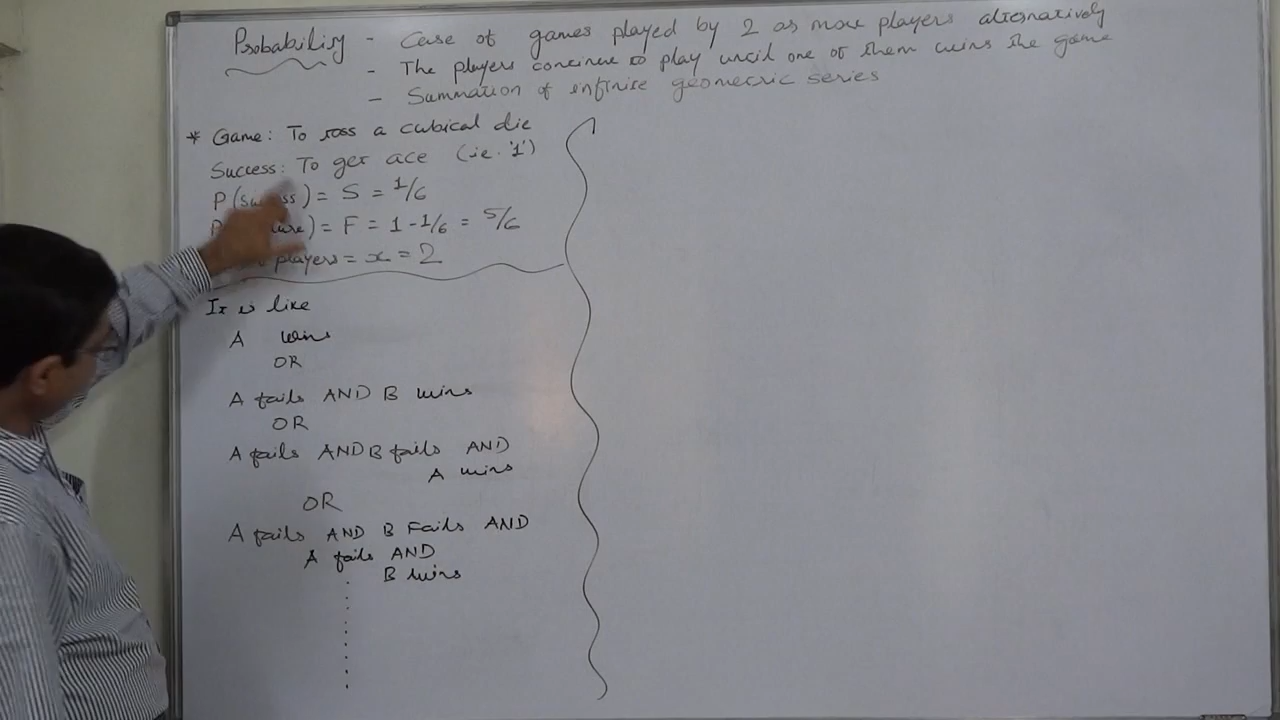 Probability - Case of games played by 2 or more players alternatively
- The players continue to play until one of them wins the game
- Summation of infinite geometric series
* Game: To toss a cubical die
Success: To get ace (ie. '1')
P(success) = S = 1/6
= F = 1 - 1/6 = 5/6
players = x = 2
It is like
A wins
OR
A fails AND B wins
OR
A fails AND B fails AND
A wins
OR
A fails AND B Fails AND
A fails AND
B wins